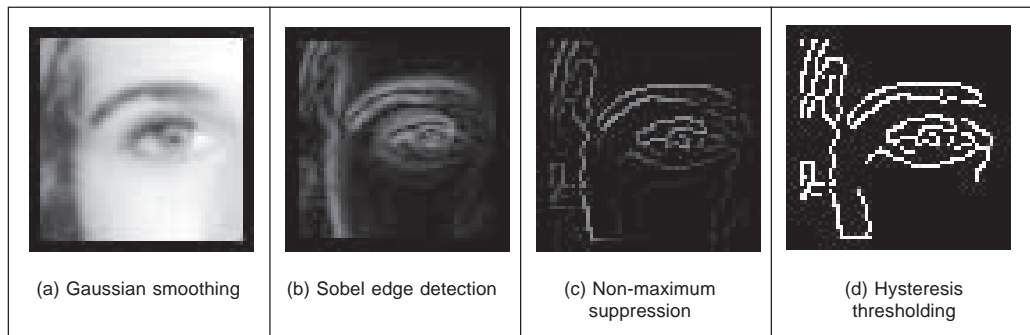 (a) Gaussian smoothing
(b) Sobel edge detection
(c) Non-maximum
suppression
(d) Hysteresis
thresholding